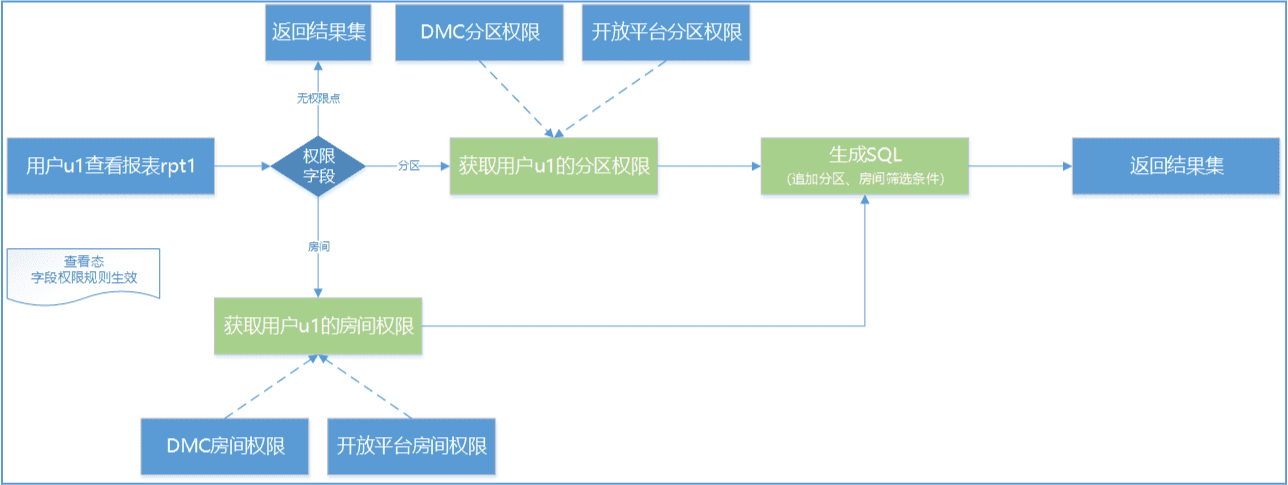 返回结果集
DMC分区权限
开放平台分区权限
无权限点
用户u1查看报表rpt1
权限
字段
分区
获取用户u1的分区权限
生成SQL
(追加分区、房间筛选条件)
返回结果集
房间
查看态
字段权限规则生效
获取用户u1的房间权限
DMC房间权限
开放平台房间权限